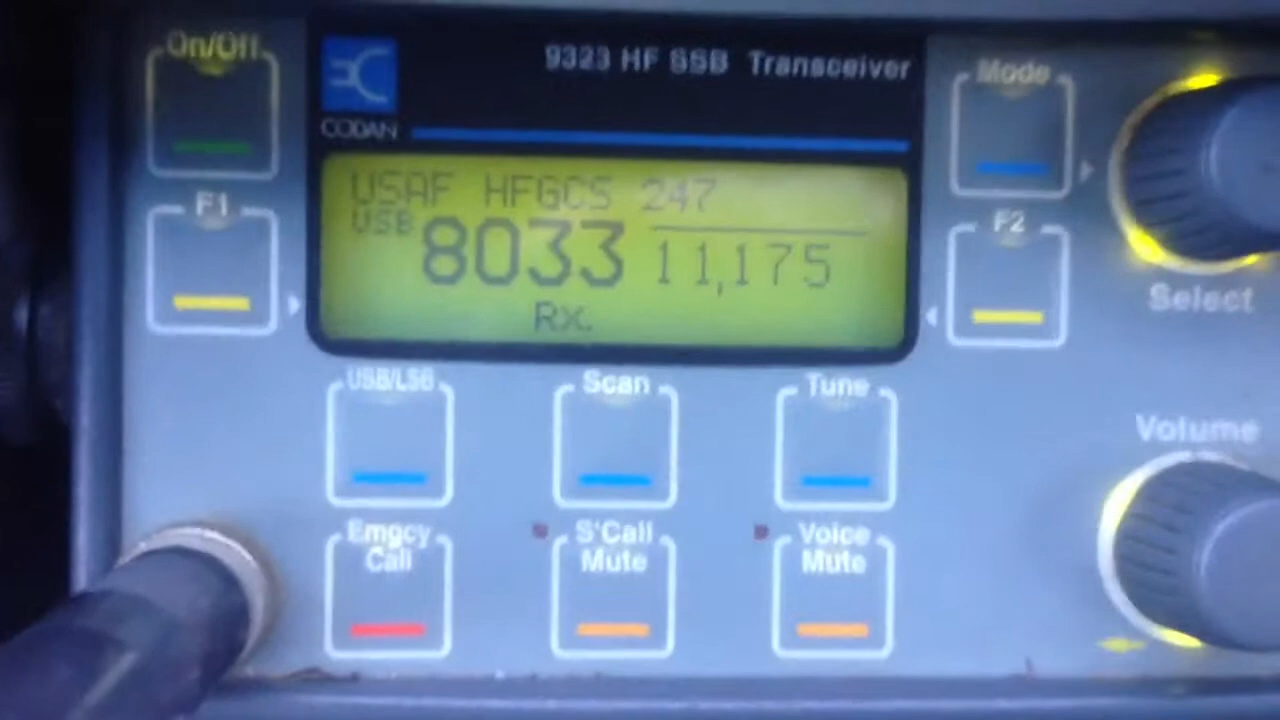 On/Off
CODAN
9323 HF SSB Transceiver
Mode
USAF HFGCS 247
USB 8033 11,175
Rx.
F1
F2
Select
USB/LSB
Scan
Tune
Volume
Emgcy
Call
S'Call
Mute
Voice
Mute